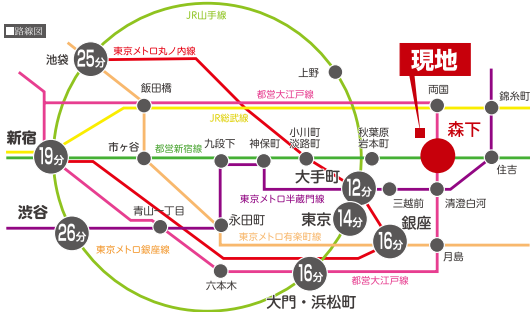 JR山手線
路線図
池袋
25分
東京メトロ丸ノ内線
上野
現地
飯田橋
都営大江戸線
両国
錦糸町
JR総武線
新宿
19分
市ヶ谷
都営新宿線
九段下
神保町
小川町
淡路町
秋葉原
岩本町
森下
住吉
大手町
12分
東京メトロ半蔵門線
三越前
清澄白河
渋谷
26分
青山一丁目
永田町
東京
14分
銀座
16分
東京メトロ有楽町線
東京メトロ銀座線
月島
六本木
16分
都営大江戸線
大門・浜松町